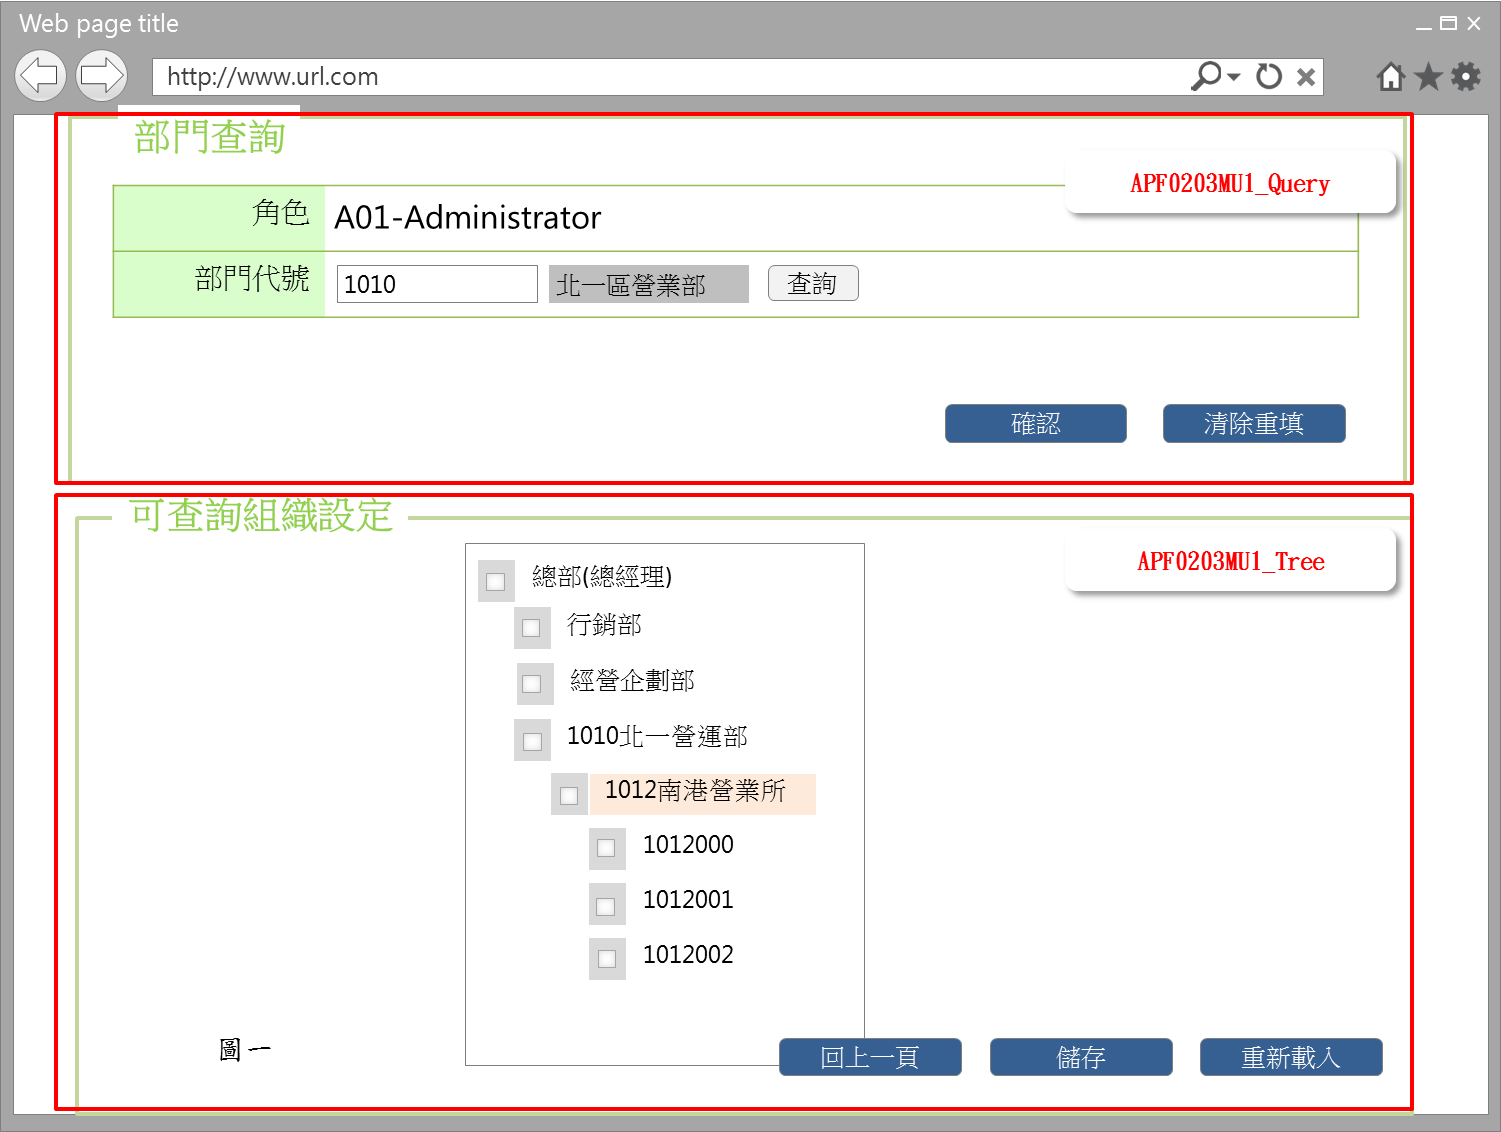 Web page title
http://www.url.com
部門查詢
APF0203MU1_Query
角色 A01-Administrator
部門代號 1010 北一區營業部 查詢
確認 清除重填
可查詢組織設定
APF0203MU1_Tree
總部(總經理)
行銷部
經營企劃部
1010北一營運部
1012南港營業所
1012000
1012001
1012002
圖一
回上一頁 儲存 重新載入